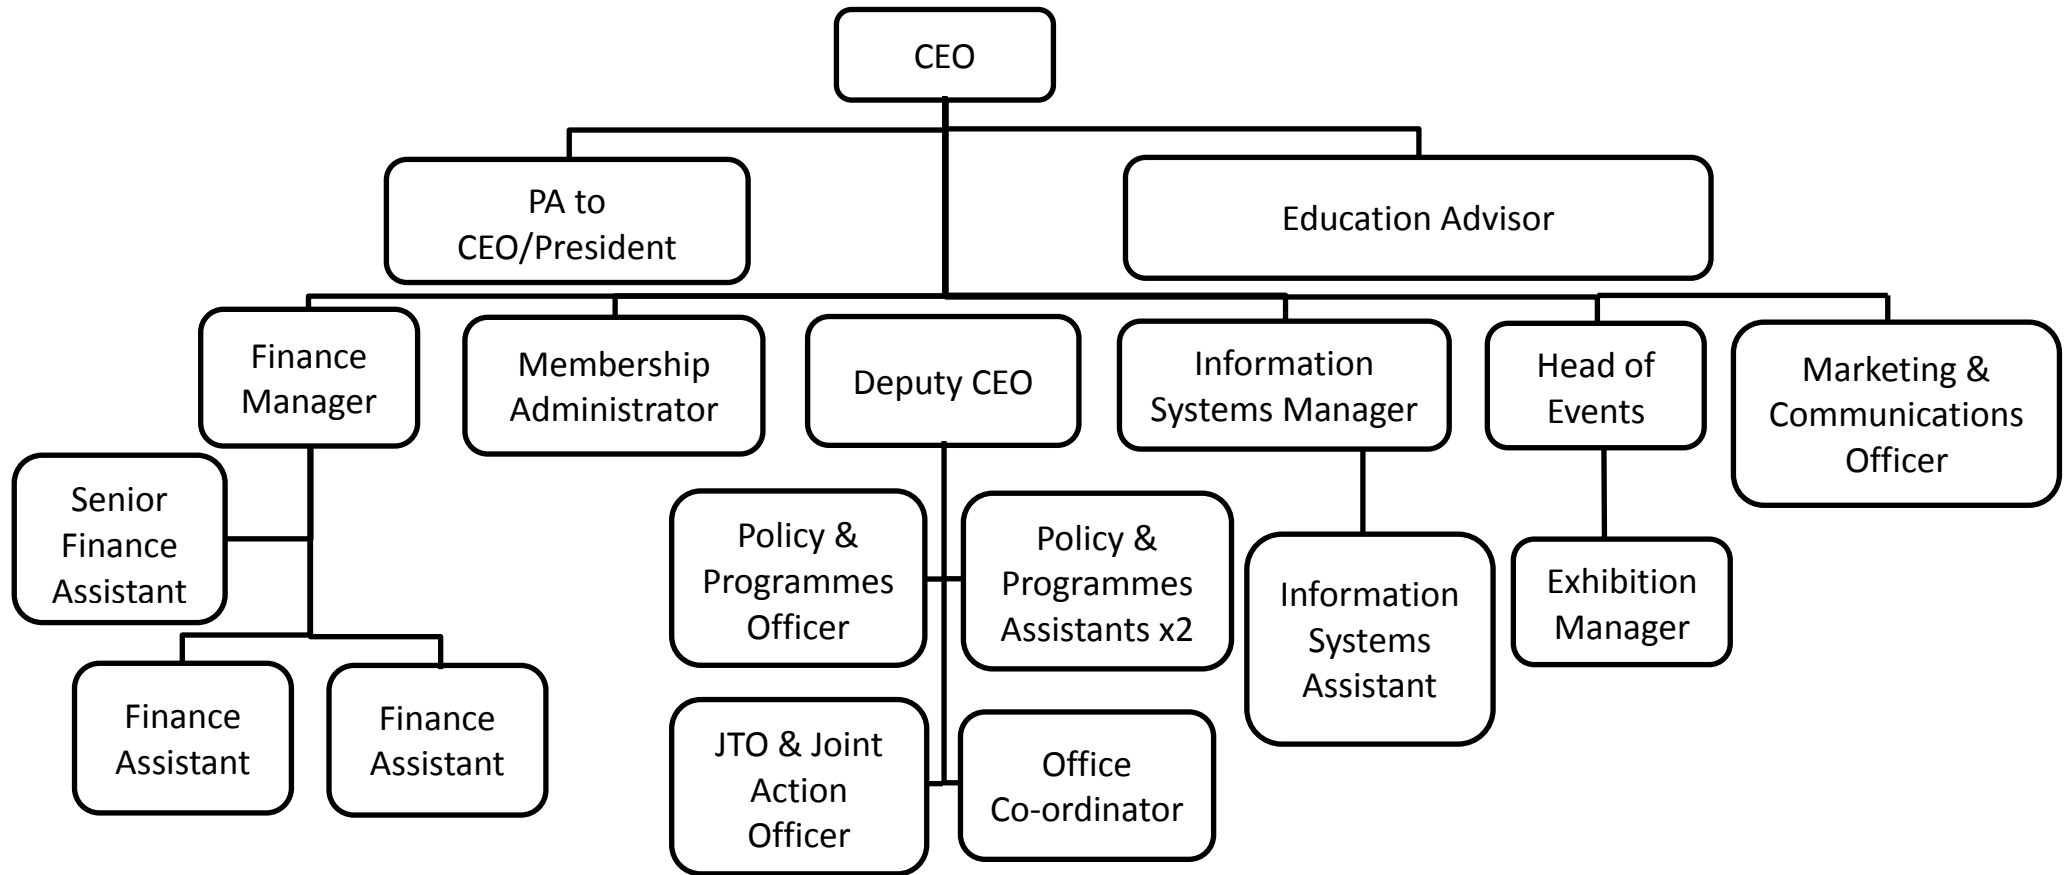 CEO
PA to
CEO/President
Education Advisor
Finance
Manager
Membership
Administrator
Deputy CEO
Information
Systems Manager
Head of
Events
Marketing &
Communications
Officer
Senior
Finance
Assistant
Policy &
Programmes
Officer
Policy &
Programmes
Assistants x2
Information
Systems
Assistant
Exhibition
Manager
Finance
Assistant
Finance
Assistant
JTO & Joint
Action
Officer
Office
Co-ordinator